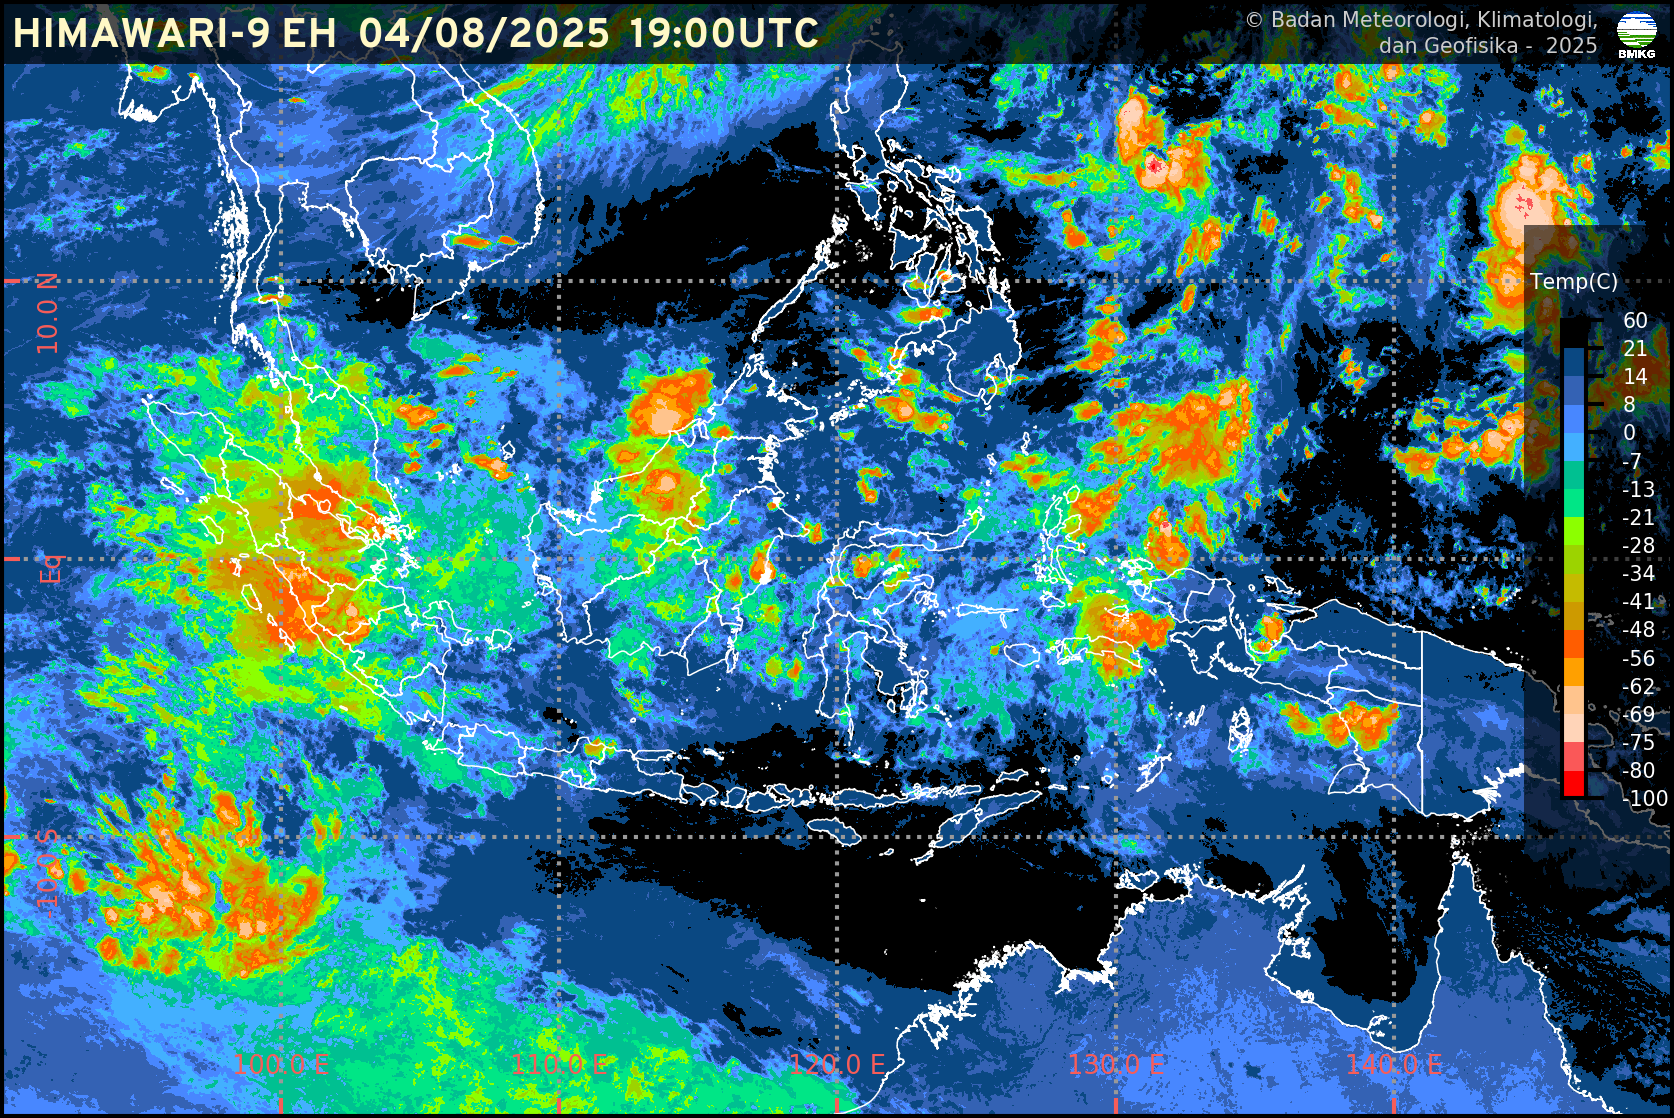 HIMAWARI-9 EH 04/08/2025 19:00UTC
© Badan Meteorologi, Klimatologi,
dan Geofisika - 2025
BMKG
10.0 N
Eq
-10.0 S
Temp(C)
60
21
14
8
0
-7
-13
-21
-28
-34
-41
-48
-56
-62
-69
-75
-80
-100
100.0 E
110.0 E
120.0 E
130.0 E
140.0 E